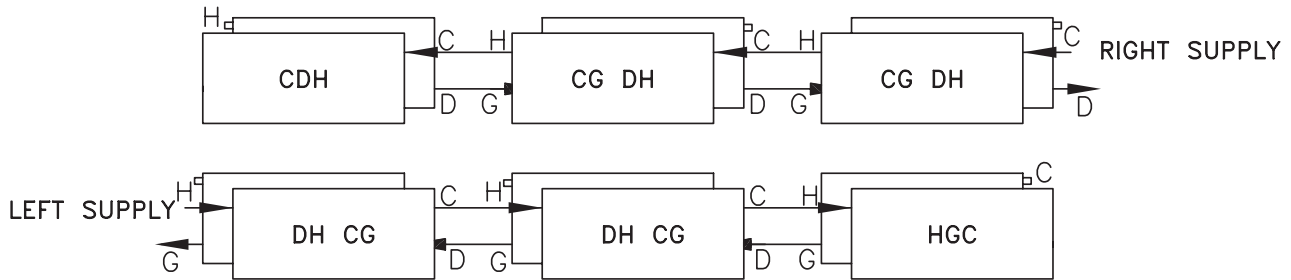 H C H C H C RIGHT SUPPLY
CDH CG DH CG DH
D G D G D
H C H C H C
LEFT SUPPLY
DH CG DH CG HGC
G D G D G